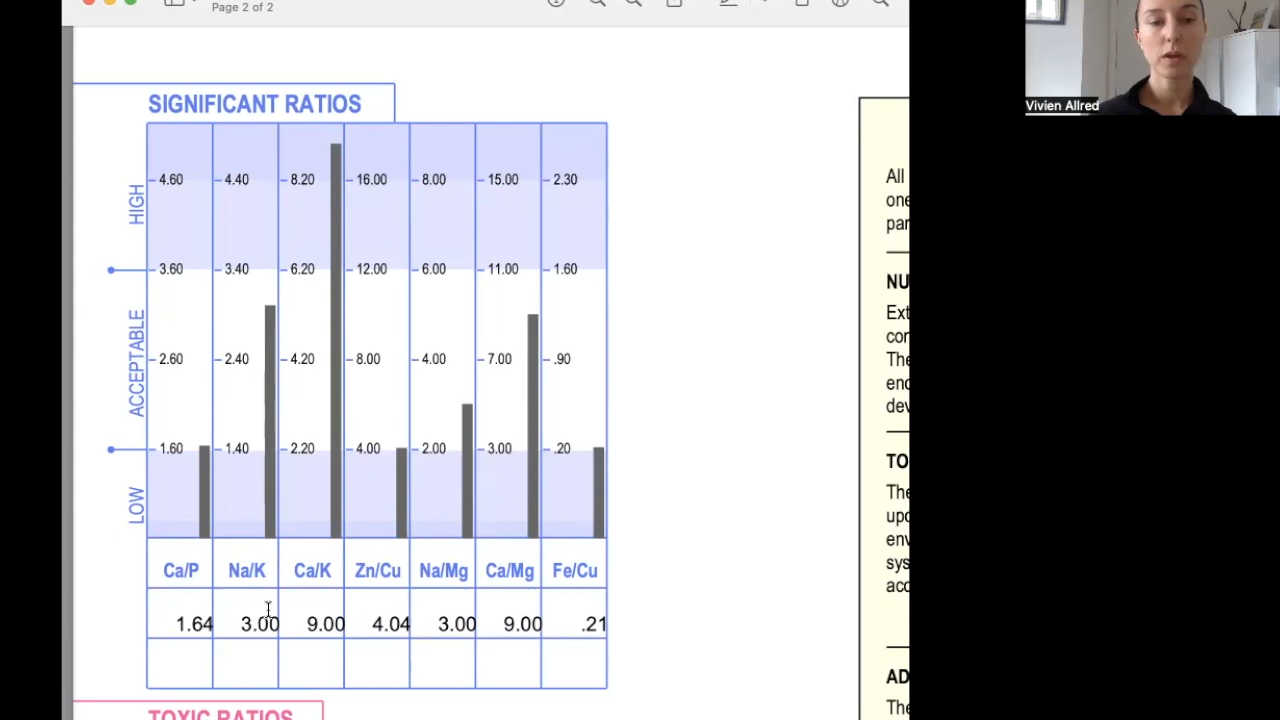 Page 2 of 2
Vivien Allred
SIGNIFICANT RATIOS
HIGH
ACCEPTABLE
LOW
4.60 4.40 8.20 16.00 8.00 15.00 2.30
3.60 3.40 6.20 12.00 6.00 11.00 1.60
2.60 2.40 4.20 8.00 4.00 7.00 .90
1.60 1.40 2.20 4.00 2.00 3.00 .20
Ca/P Na/K Ca/K Zn/Cu Na/Mg Ca/Mg Fe/Cu
1.64 3.00 9.00 4.04 3.00 9.00 .21
TOXIC RATIOS
All
one
par
NU
Ext
con
The
end
dev
TO
The
upo
env
sys
acc
AD
The